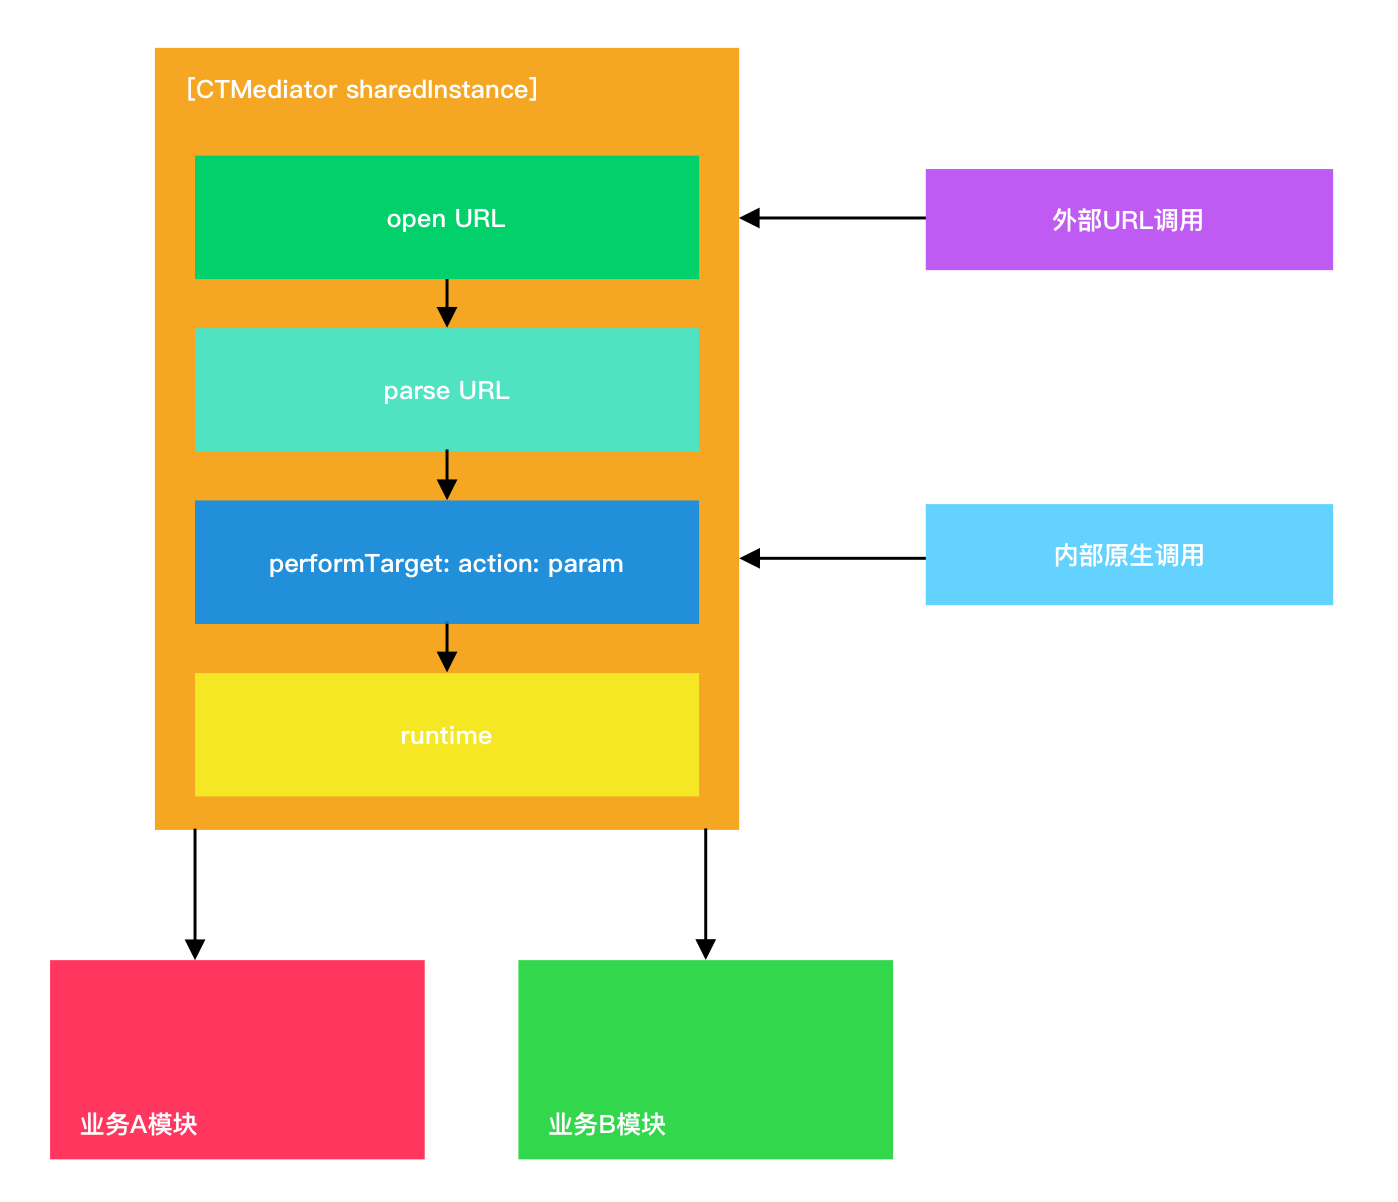 [CTMediator sharedInstance]
open URL
外部URL调用
parse URL
performTarget: action: param
内部原生调用
runtime
业务A模块
业务B模块